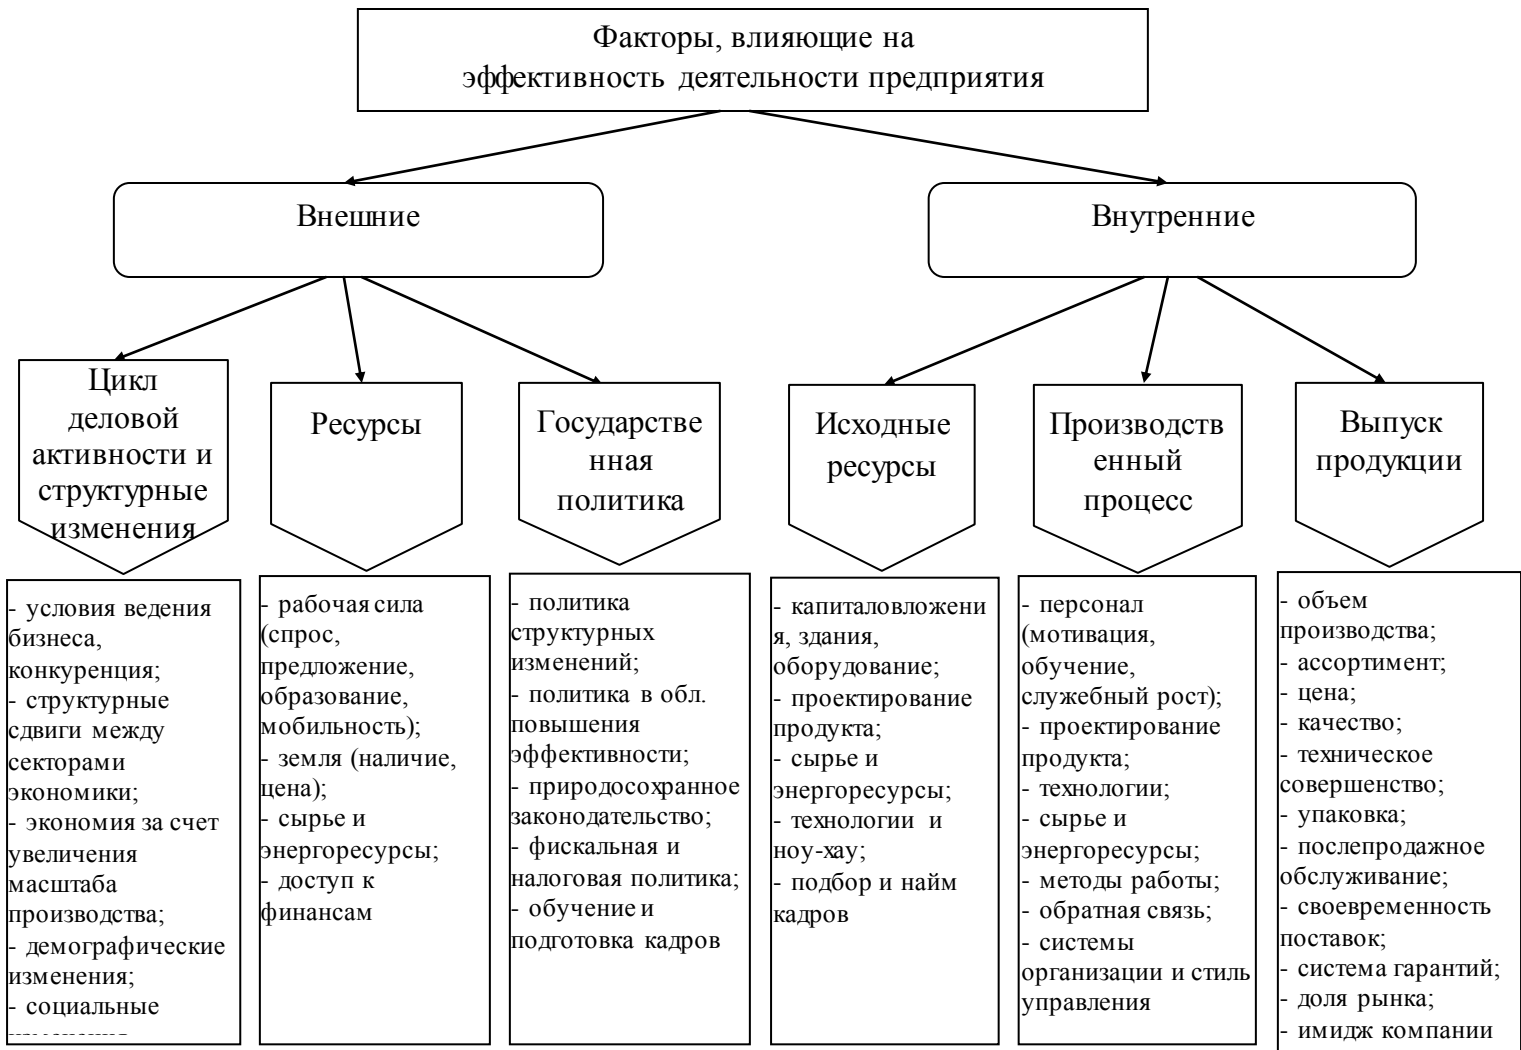 Факторы, влияющие на
эффективность деятельности предприятия
Внешние
Внутренние
Цикл
деловой
активности и
структурные
изменения
Ресурсы
Государстве
нная
политика
Исходные
ресурсы
Производств
енный
процесс
Выпуск
продукции
- условия ведения
бизнеса,
конкуренция;
- структурные
сдвиги между
секторами
экономики;
- экономия за счет
увеличения
масштаба
производства;
- демографические
изменения;
- социальные
- рабочая сила
(спрос,
предложение,
образование,
мобильность);
- земля (наличие,
цена);
- сырье и
энергоресурсы;
- доступ к
финансам
- политика
структурных
изменений;
- политика в обл.
повышения
эффективности;
- природосохранное
законодательство;
- фискальная и
налоговая политика;
- обучение и
подготовка кадров
- капиталовложени
я, здания,
оборудование;
- проектирование
продукта;
- сырье и
энергоресурсы;
- технологии и
ноу-хау;
- подбор и найм
кадров
- персонал
(мотивация,
обучение,
служебный рост);
- проектирование
продукта;
- технологии;
- сырье и
энергоресурсы;
- методы работы;
- обратная связь;
- системы
организации и стиль
управления
- объем
производства;
- ассортимент;
- цена;
- качество;
- техническое
совершенство;
- упаковка;
- послепродажное
обслуживание;
- своевременность
поставок;
- система гарантий;
- доля рынка;
- имидж компании